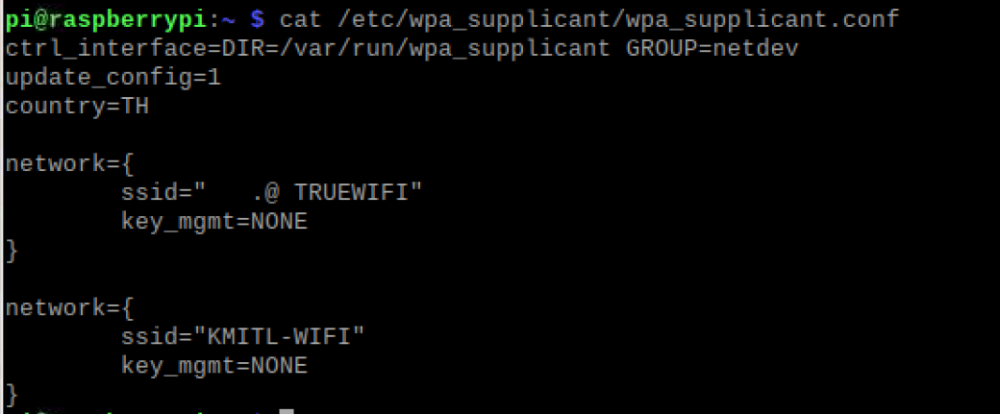 pi@raspberrypi:~ $ cat /etc/wpa_supplicant/wpa_supplicant.conf
ctrl_interface=DIR=/var/run/wpa_supplicant GROUP=netdev
update_config=1
country=TH

network={
        ssid="   .@ TRUEWIFI"
        key_mgmt=NONE
}

network={
        ssid="KMITL-WIFI"
        key_mgmt=NONE
}